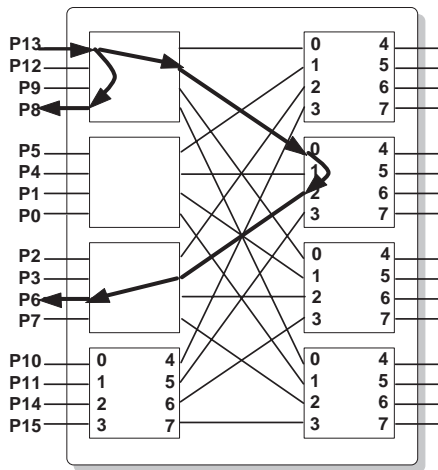 P13 0 4
P12 1 5
P9 2 6
P8 3 7
P5 0 4
P4 1 5
P1 2 6
P0 3 7
P2 0 4
P3 1 5
P6 2 6
P7 3 7
P10 0 4 0 4
P11 1 5 1 5
P14 2 6 2 6
P15 3 7 3 7